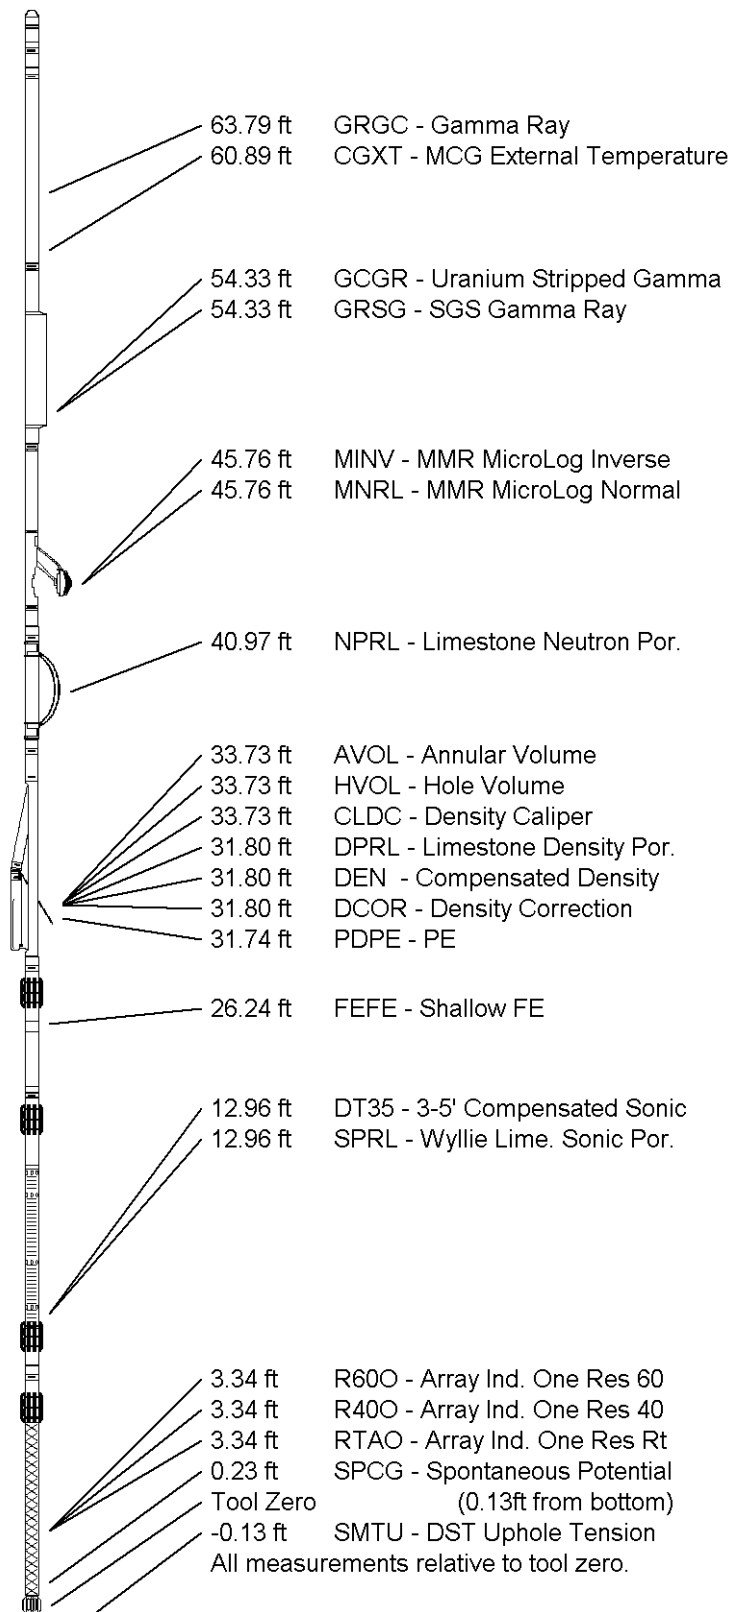 63.79 ft GRGC - Gamma Ray
60.89 ft CGXT - MCG External Temperature
54.33 ft GCGR - Uranium Stripped Gamma
54.33 ft GRSG - SGS Gamma Ray
45.76 ft MINV - MMR MicroLog Inverse
45.76 ft MNRL - MMR MicroLog Normal
40.97 ft NPRL - Limestone Neutron Por.
33.73 ft AVOL - Annular Volume
33.73 ft HVOL - Hole Volume
33.73 ft CLDC - Density Caliper
31.80 ft DPRL - Limestone Density Por.
31.80 ft DEN - Compensated Density
31.80 ft DCOR - Density Correction
31.74 ft PDPE - PE
26.24 ft FEFE - Shallow FE
12.96 ft DT35 - 3-5' Compensated Sonic
12.96 ft SPRL - Wyllie Lime. Sonic Por.
3.34 ft R60O - Array Ind. One Res 60
3.34 ft R40O - Array Ind. One Res 40
3.34 ft RTAO - Array Ind. One Res Rt
0.23 ft SPCG - Spontaneous Potential
Tool Zero (0.13ft from bottom)
-0.13 ft SMTU - DST Uphole Tension
All measurements relative to tool zero.